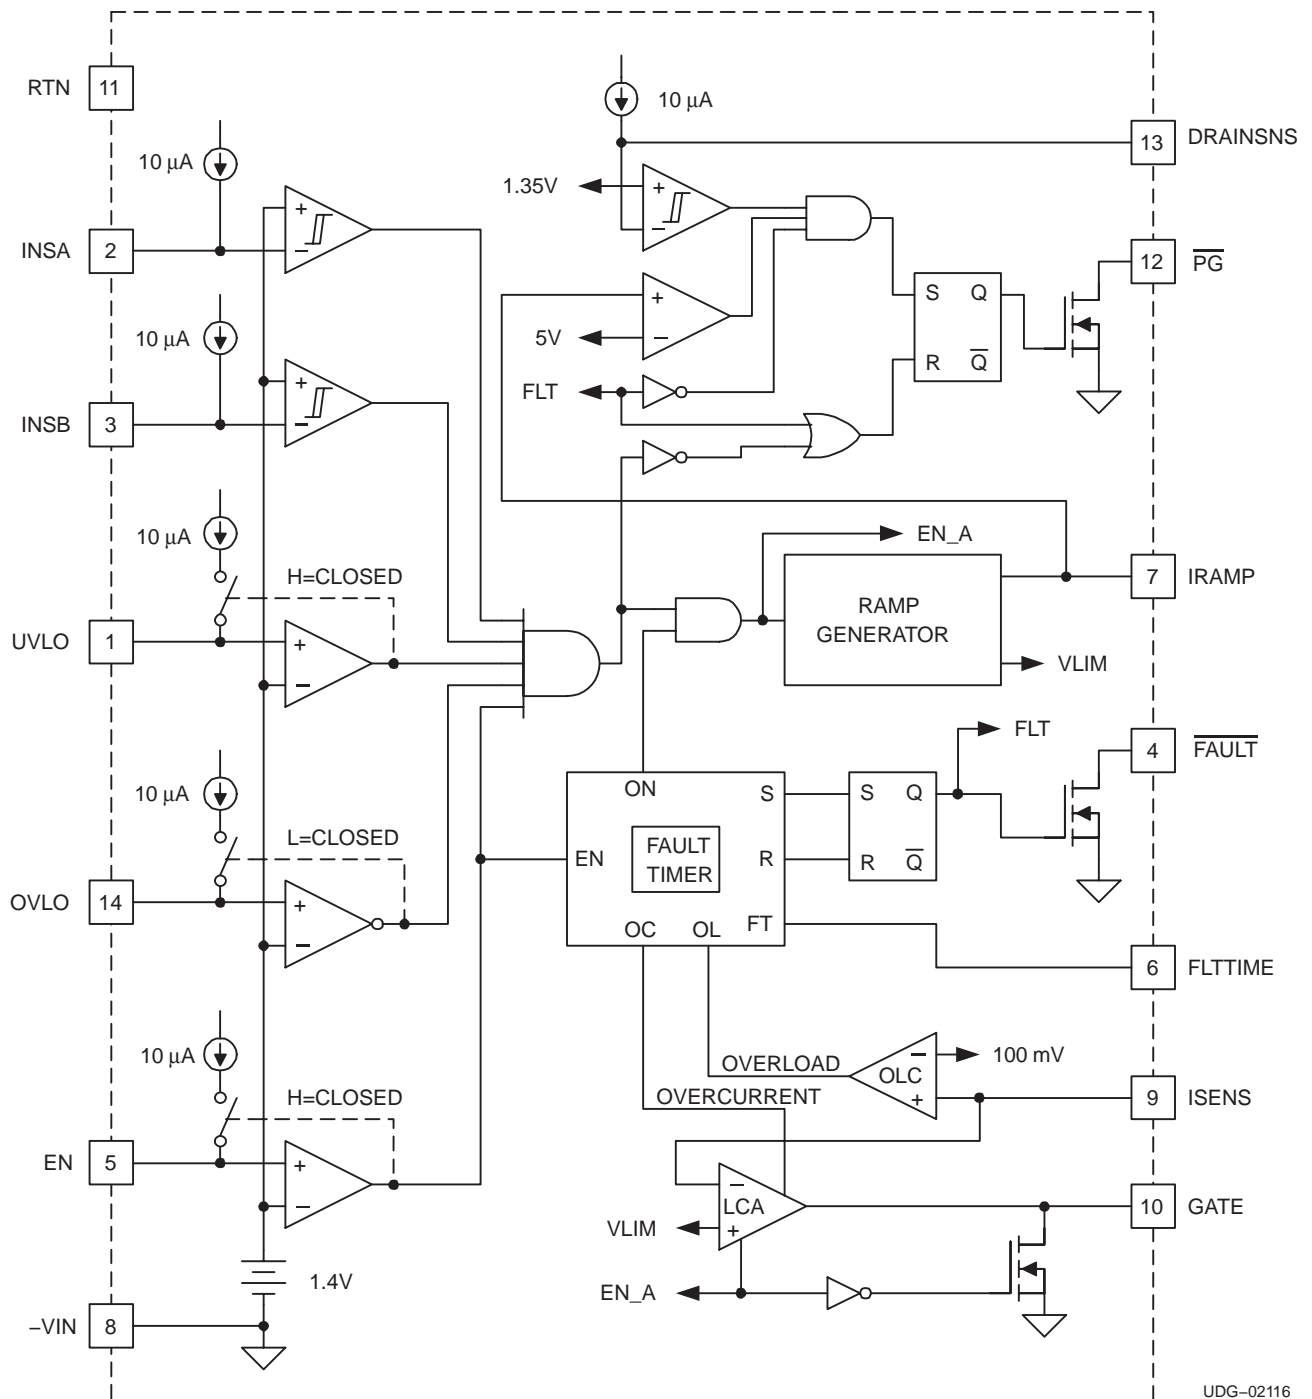 RTN
11
10 μA
10 μA
13
DRAINSNS
1.35V
+
−
+
−
INSA
2
12
PG
S
Q
R
Q
+
−
5V
10 μA
FLT
+
−
INSB
3
10 μA
H=CLOSED
EN_A
RAMP
GENERATOR
7
IRAMP
UVLO
1
+
−
VLIM
FLT
4
FAULT
10 μA
L=CLOSED
ON
S
R
EN
FAULT
TIMER
OC
OL
FT
S
Q
R
Q
OVLO
14
+
−
6
FLTTIME
10 μA
H=CLOSED
OVERLOAD
OLC
−
+
100 mV
OVERCURRENT
9
ISENS
EN
5
+
−
−
LCA
+
VLIM
10
GATE
1.4V
EN_A
–VIN
8
UDG–02116